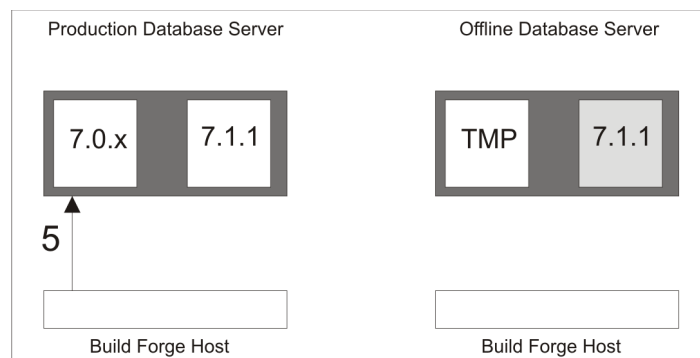 Production Database Server
Offline Database Server
7.0.x
7.1.1
TMP
7.1.1
5
Build Forge Host
Build Forge Host